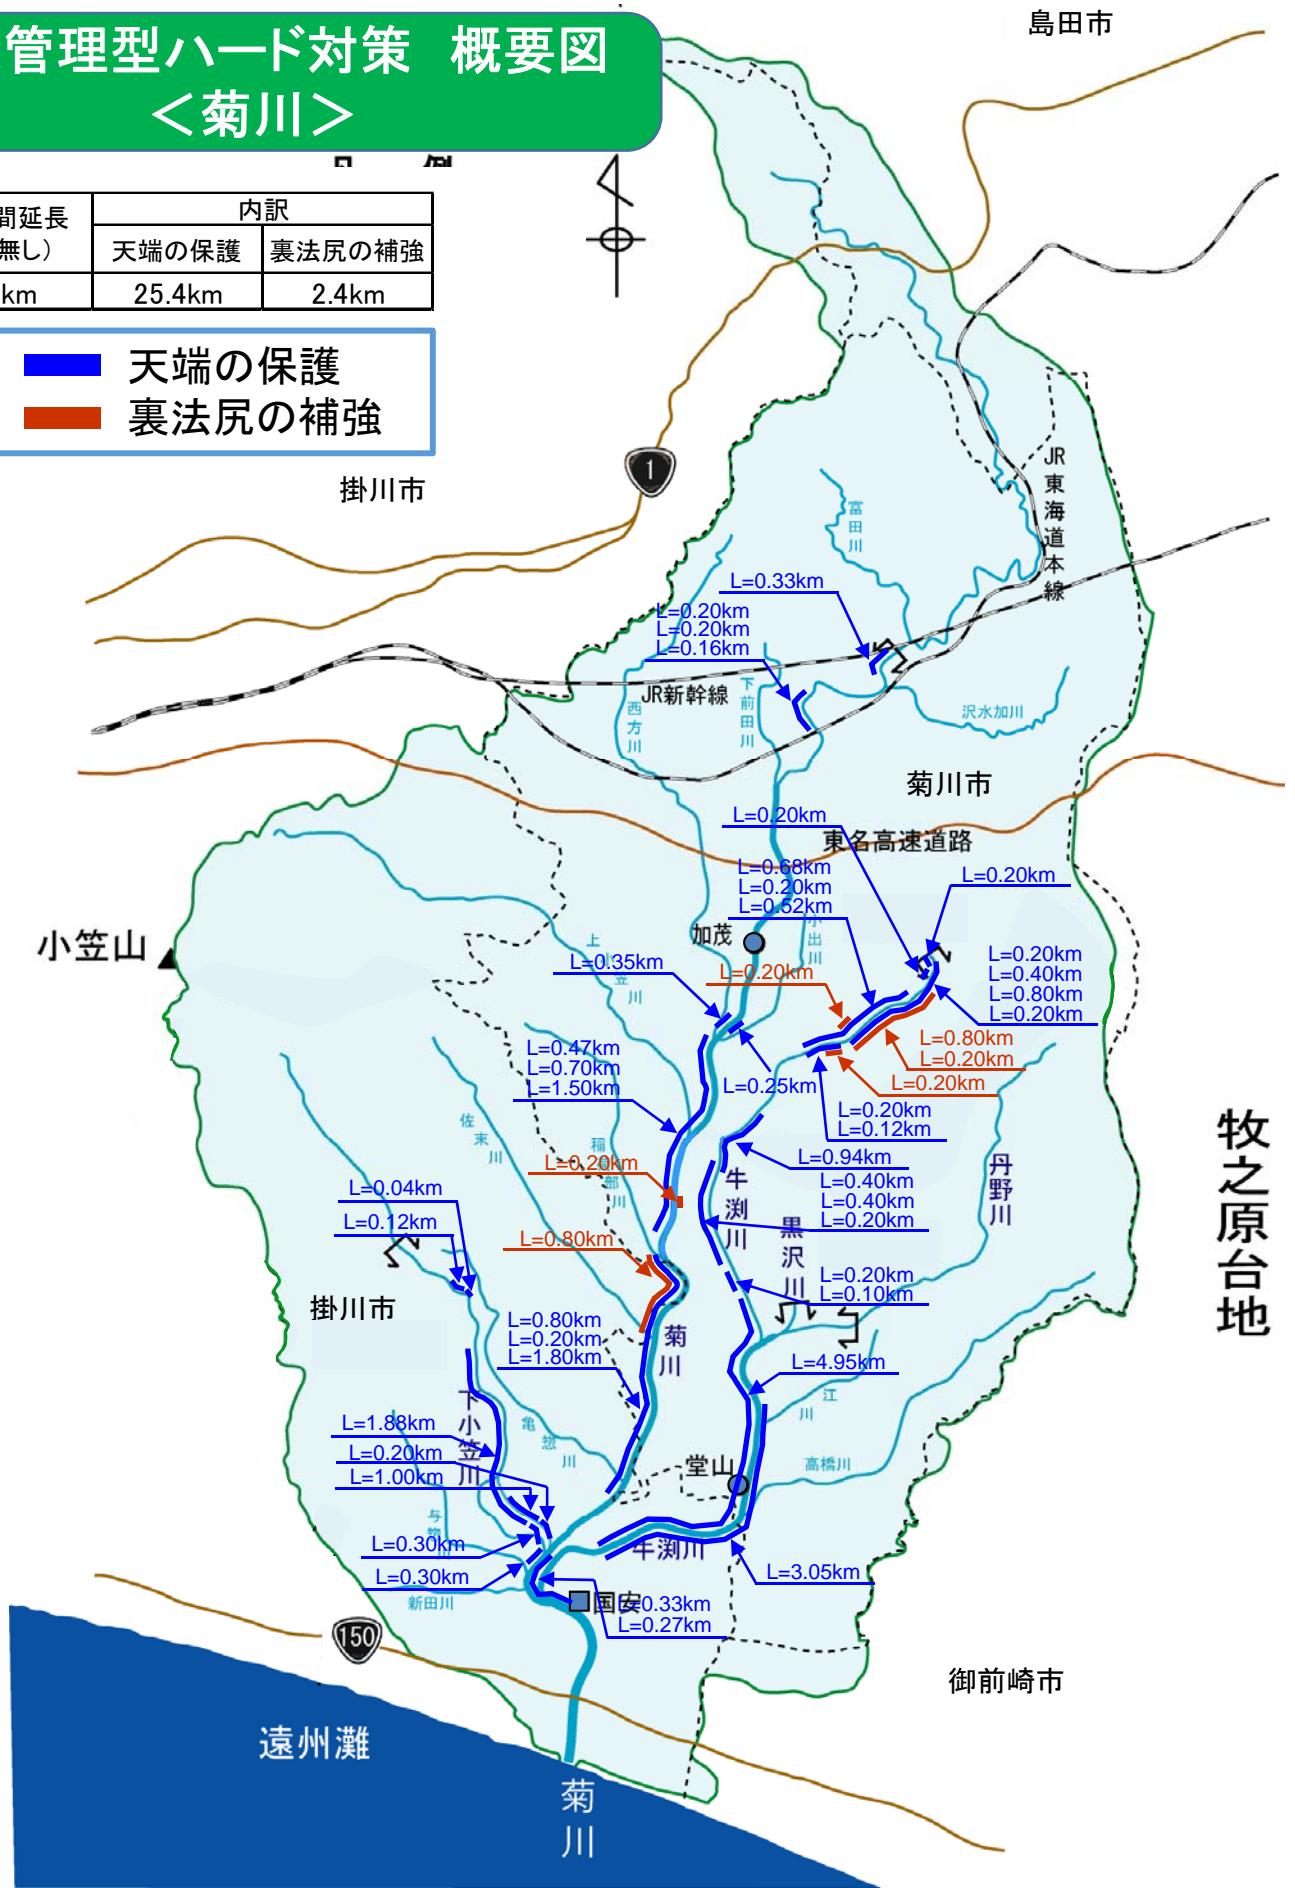 管理型ハード対策　概要図
＜菊川＞
島田市
間延長
無し）
内訳
天端の保護
裏法尻の補強
km
25.4km
2.4km
天端の保護
裏法尻の補強
掛川市
1
JR東海道本線
富田川
L=0.33km
L=0.20km
L=0.20km
L=0.16km
JR新幹線
下前田川
西方川
沢水加川
菊川市
L=0.20km
東名高速道路
L=0.68km
L=0.20km
L=0.52km
L=0.20km
小笠山
加茂
小出川
上小笠川
L=0.35km
L=0.20km
L=0.20km
L=0.40km
L=0.80km
L=0.20km
L=0.80km
L=0.20km
L=0.20km
L=0.47km
L=0.70km
L=1.50km
L=0.25km
L=0.20km
L=0.12km
佐束川
L=0.20km
L=0.94km
牛渕川
丹野川
牧之原台地
L=0.40km
L=0.40km
L=0.20km
L=0.04km
L=0.12km
L=0.80km
黒沢川
L=0.20km
L=0.10km
掛川市
L=0.80km
L=0.20km
L=1.80km
菊川
L=4.95km
江川
下小笠川
亀惣川
L=1.88km
L=0.20km
L=1.00km
堂山
高橋川
L=0.30km
L=0.30km
牛渕川
L=3.05km
新田川
国安
L=0.33km
L=0.27km
150
御前崎市
遠州灘
菊川